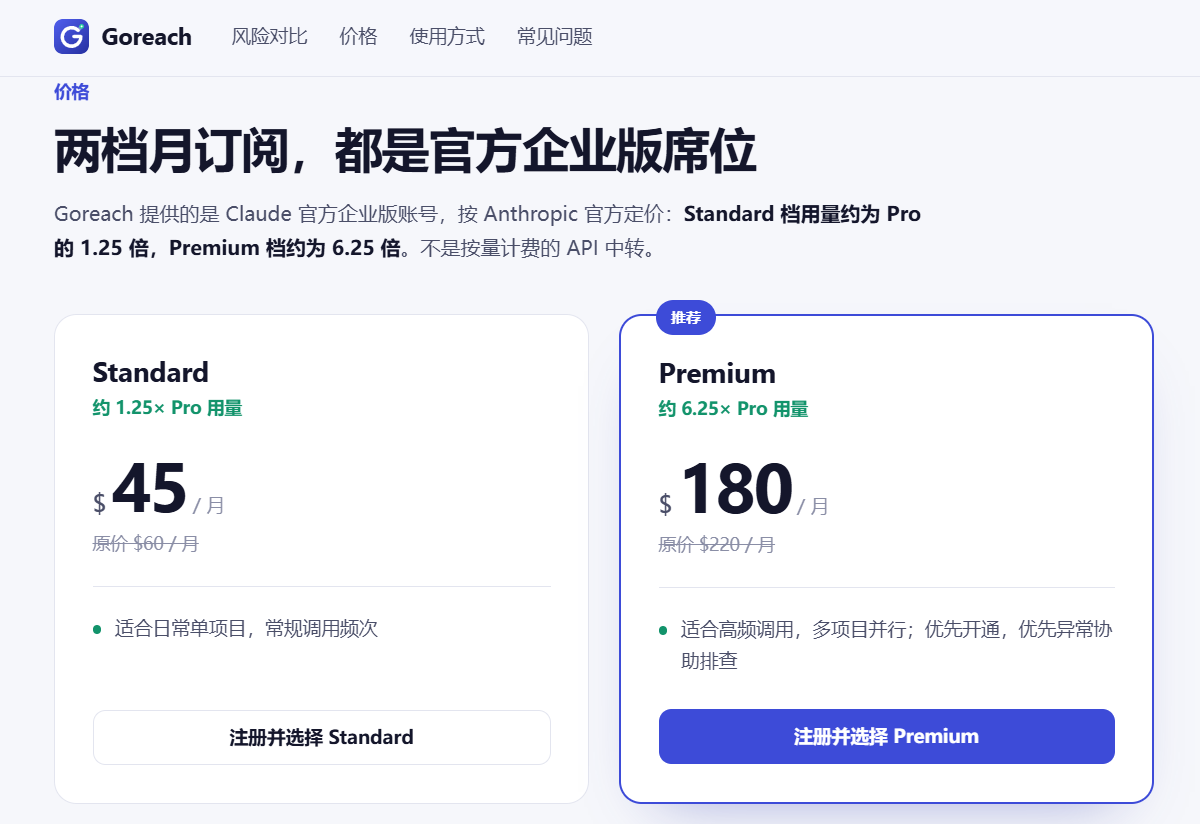 Goreach 风险对比 价格 使用方式 常见问题
价格
两档月订阅，都是官方企业版席位
Goreach 提供的是 Claude 官方企业版账号，按 Anthropic 官方定价：Standard 档用量约为 Pro
的 1.25 倍，Premium 档约为 6.25 倍。不是按量计费的 API 中转。
Standard
约 1.25× Pro 用量
$ 45 / 月
原价 $60 / 月
适合日常单项目，常规调用频次
注册并选择 Standard
推荐
Premium
约 6.25× Pro 用量
$ 180 / 月
原价 $220 / 月
适合高频调用，多项目并行；优先开通，优先异常协
助排查
注册并选择 Premium